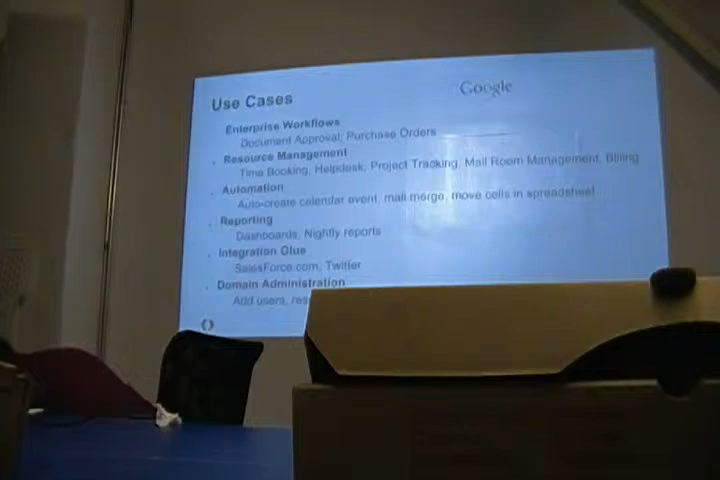 Google
Use Cases
Enterprise Workflows
Document Approval, Purchase Orders
Resource Management
Time Booking, Helpdesk, Project Tracking, Mail Room Management, Billing
Automation
Auto-create calendar event, mail merge, move cells in spreadsheet
Reporting
Dashboards, Nightly reports
Integration Glue
SalesForce.com, Twitter
Domain Administration
Add users,